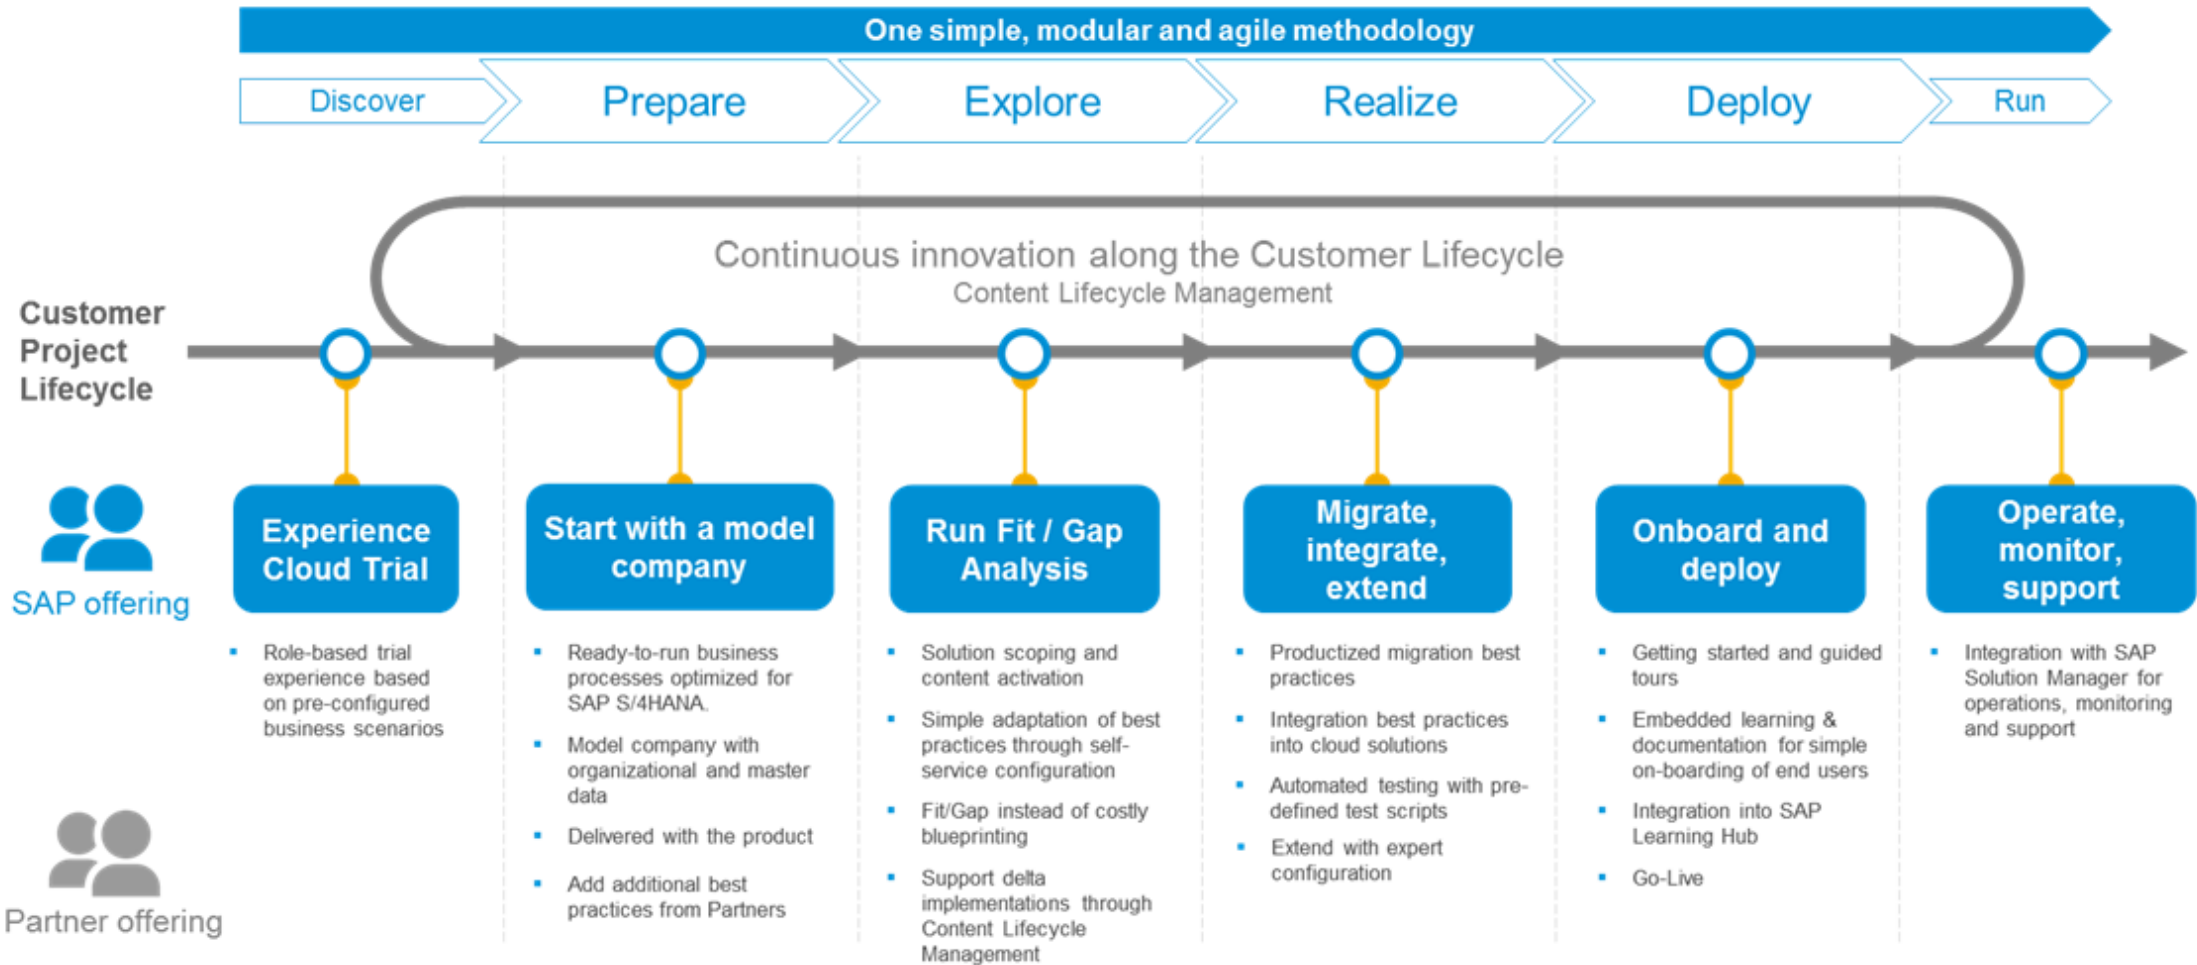 One simple, modular and agile methodology
Discover
Prepare
Explore
Realize
Deploy
Run
Continuous innovation along the Customer Lifecycle
Content Lifecycle Management
Customer
Project
Lifecycle
SAP offering
Partner offering
Experience
Cloud Trial
Role-based trial
experience based
on pre-configured
business scenarios
Start with a model
company
Ready-to-run business
processes optimized for
SAP S/4HANA.
Model company with
organizational and master
data
Delivered with the product
Add additional best
practices from Partners
Run Fit / Gap
Analysis
Solution scoping and
content activation
Simple adaptation of best
practices through self-
service configuration
Fit/Gap instead of costly
blueprinting
Support delta
implementations through
Content Lifecycle
Management
Migrate,
integrate,
extend
Productized migration best
practices
Integration best practices
into cloud solutions
Automated testing with pre-
defined test scripts
Extend with expert
configuration
Onboard and
deploy
Getting started and guided
tours
Embedded learning &
documentation for simple
on-boarding of end users
Integration into SAP
Learning Hub
Go-Live
Operate,
monitor,
support
Integration with SAP
Solution Manager for
operations, monitoring
and support